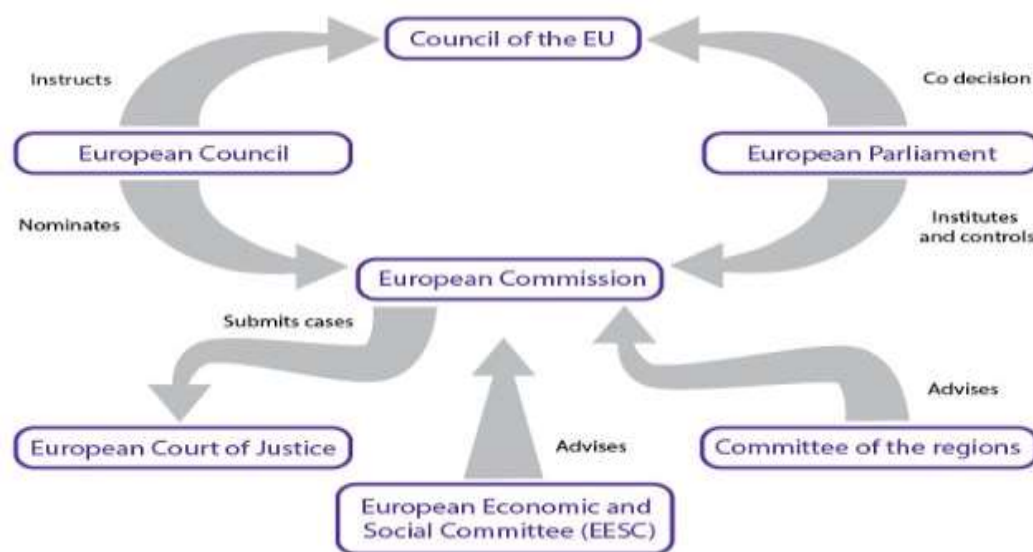 Council of the EU
Instructs
Co decision
European Council
European Parliament
Nominates
Institutes
and controls
European Commission
Submits cases
Advises
European Court of Justice
Advises
Committee of the regions
European Economic and
Social Committee (EESC)